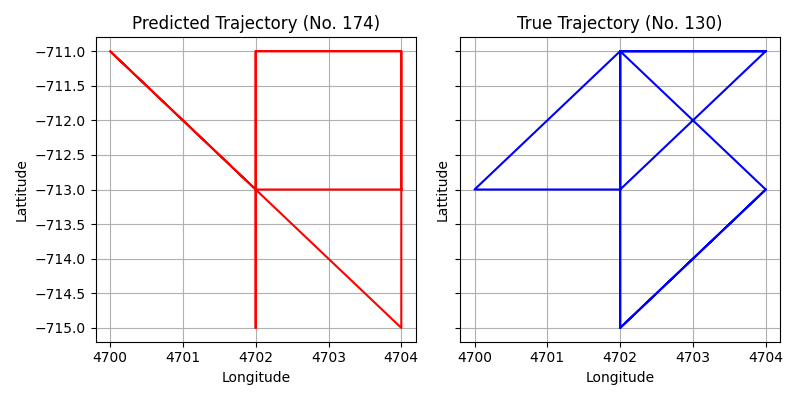 Predicted Trajectory (No. 174)
True Trajectory (No. 130)
−711.0
−711.5
−712.0
−712.5
−713.0
−713.5
−714.0
−714.5
−715.0
Lattitude
Lattitude
4700 4701 4702 4703 4704
4700 4701 4702 4703 4704
Longitude
Longitude